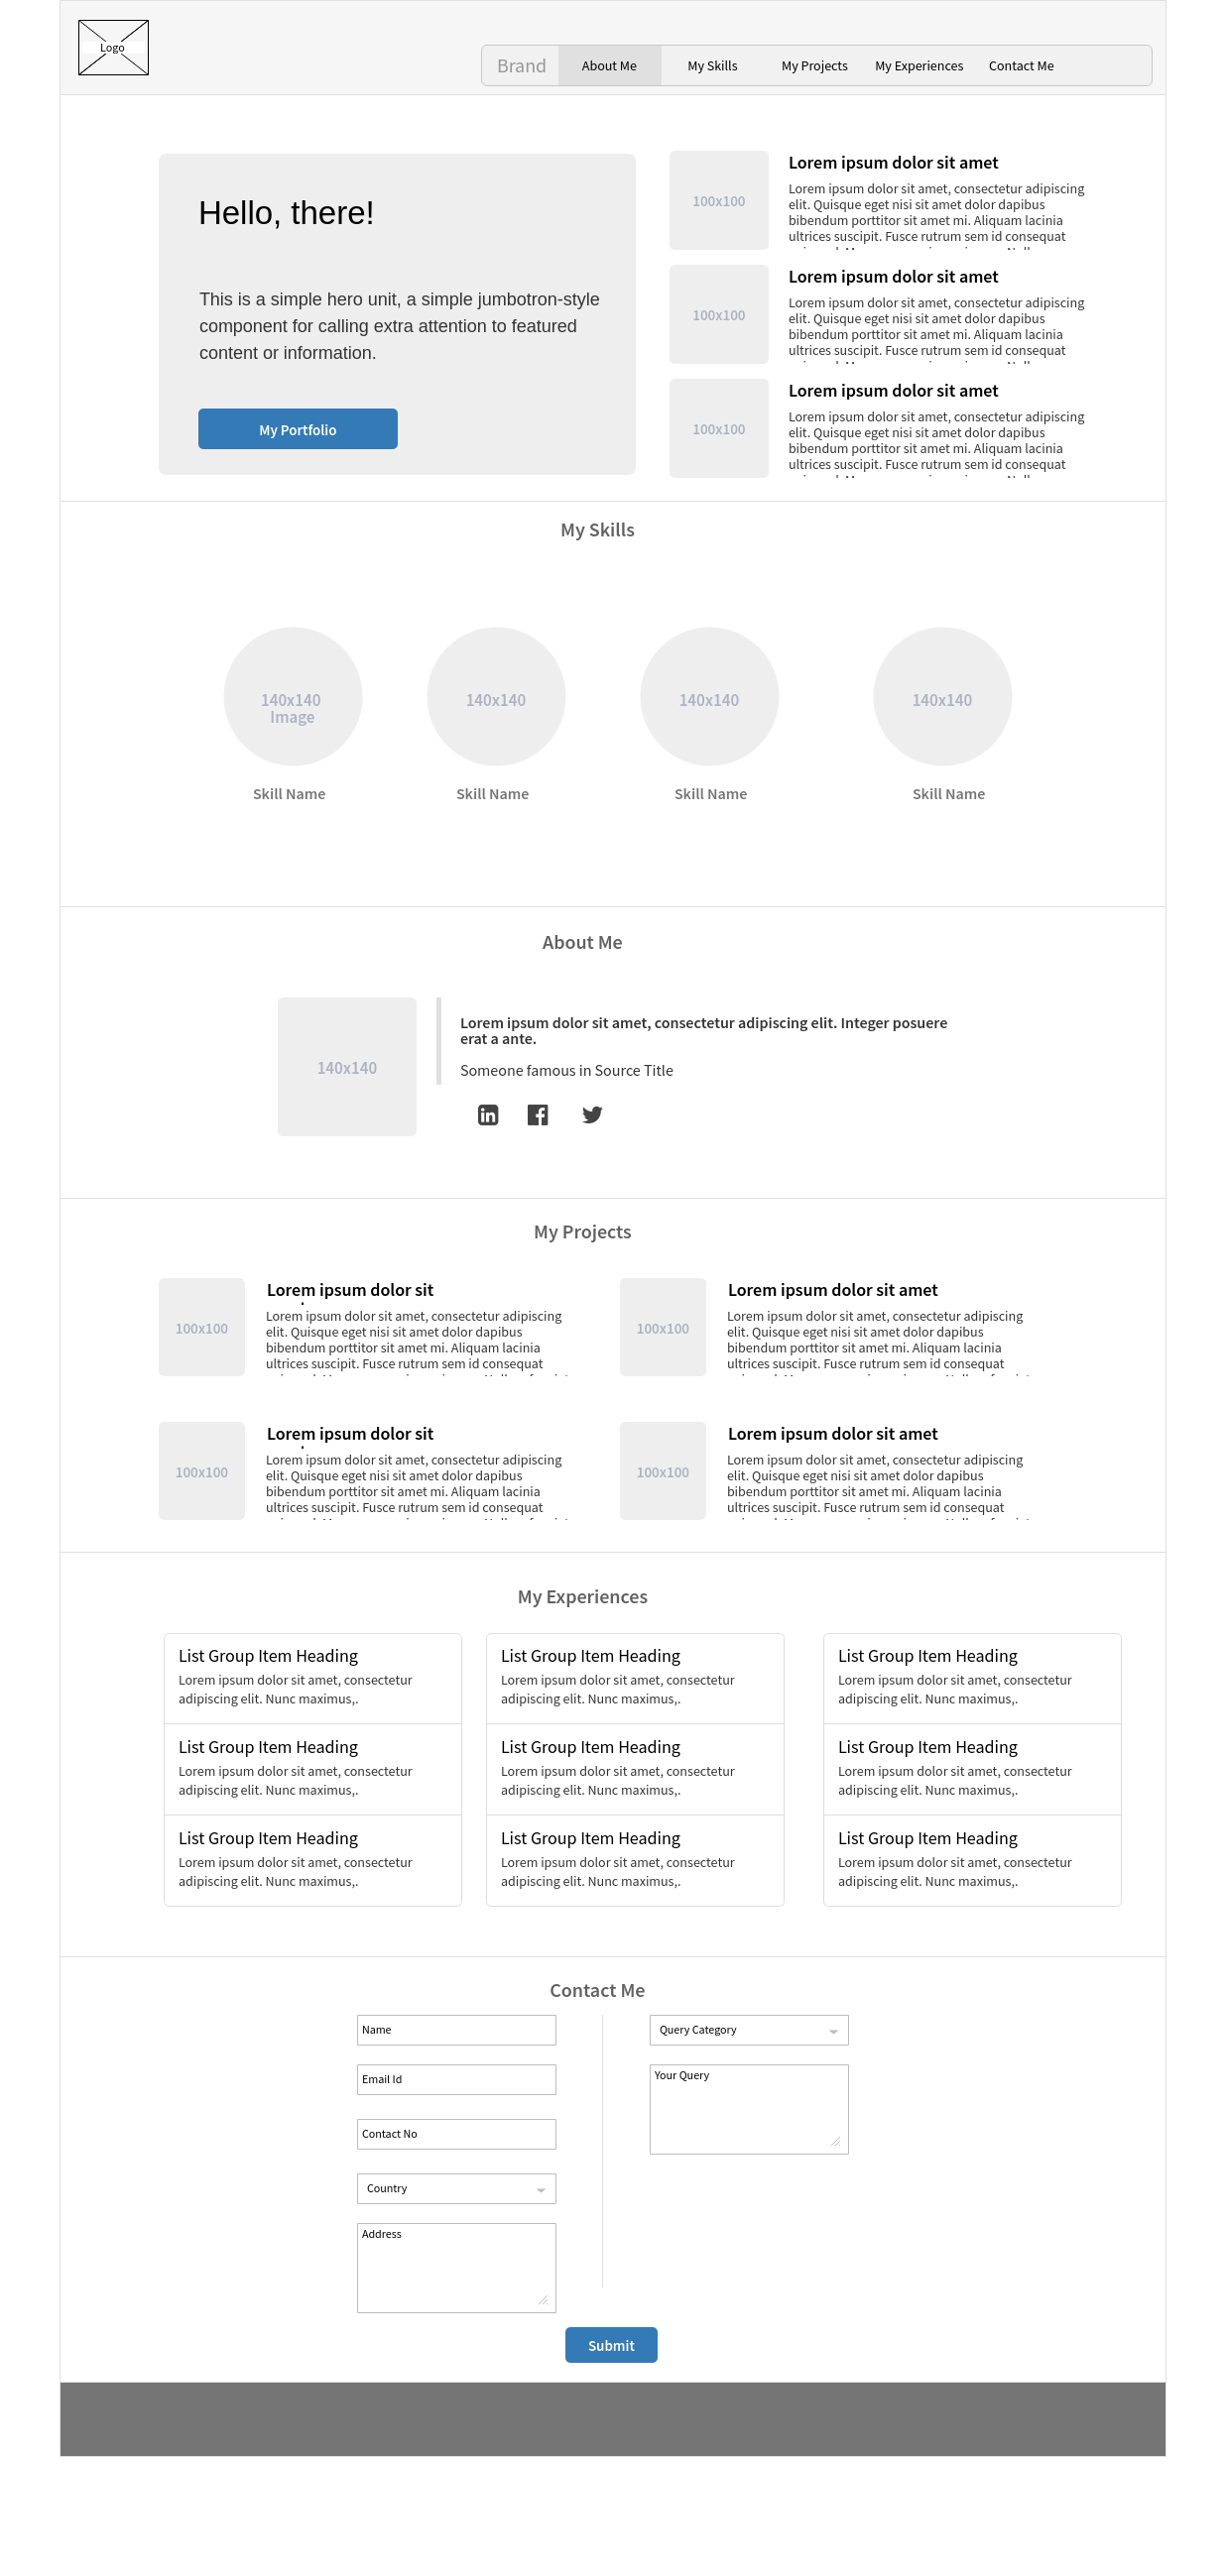 Logo
Brand
About Me
My Skills
My Projects
My Experiences
Contact Me
Hello, there!
This is a simple hero unit, a simple jumbotron-style
component for calling extra attention to featured
content or information.
My Portfolio
100x100
Lorem ipsum dolor sit amet
Lorem ipsum dolor sit amet, consectetur adipiscing
elit. Quisque eget nisi sit amet dolor dapibus
bibendum porttitor sit amet mi. Aliquam lacinia
ultrices suscipit. Fusce rutrum sem id consequat
100x100
Lorem ipsum dolor sit amet
Lorem ipsum dolor sit amet, consectetur adipiscing
elit. Quisque eget nisi sit amet dolor dapibus
bibendum porttitor sit amet mi. Aliquam lacinia
ultrices suscipit. Fusce rutrum sem id consequat
100x100
Lorem ipsum dolor sit amet
Lorem ipsum dolor sit amet, consectetur adipiscing
elit. Quisque eget nisi sit amet dolor dapibus
bibendum porttitor sit amet mi. Aliquam lacinia
ultrices suscipit. Fusce rutrum sem id consequat
My Skills
140x140
Image
140x140
140x140
140x140
Skill Name
Skill Name
Skill Name
Skill Name
About Me
140x140
Lorem ipsum dolor sit amet, consectetur adipiscing elit. Integer posuere
erat a ante.
Someone famous in Source Title
My Projects
100x100
Lorem ipsum dolor sit
Lorem ipsum dolor sit amet, consectetur adipiscing
elit. Quisque eget nisi sit amet dolor dapibus
bibendum porttitor sit amet mi. Aliquam lacinia
ultrices suscipit. Fusce rutrum sem id consequat
100x100
Lorem ipsum dolor sit amet
Lorem ipsum dolor sit amet, consectetur adipiscing
elit. Quisque eget nisi sit amet dolor dapibus
bibendum porttitor sit amet mi. Aliquam lacinia
ultrices suscipit. Fusce rutrum sem id consequat
100x100
Lorem ipsum dolor sit
Lorem ipsum dolor sit amet, consectetur adipiscing
elit. Quisque eget nisi sit amet dolor dapibus
bibendum porttitor sit amet mi. Aliquam lacinia
ultrices suscipit. Fusce rutrum sem id consequat
100x100
Lorem ipsum dolor sit amet
Lorem ipsum dolor sit amet, consectetur adipiscing
elit. Quisque eget nisi sit amet dolor dapibus
bibendum porttitor sit amet mi. Aliquam lacinia
ultrices suscipit. Fusce rutrum sem id consequat
My Experiences
List Group Item Heading
Lorem ipsum dolor sit amet, consectetur
adipiscing elit. Nunc maximus,.
List Group Item Heading
Lorem ipsum dolor sit amet, consectetur
adipiscing elit. Nunc maximus,.
List Group Item Heading
Lorem ipsum dolor sit amet, consectetur
adipiscing elit. Nunc maximus,.
List Group Item Heading
Lorem ipsum dolor sit amet, consectetur
adipiscing elit. Nunc maximus,.
List Group Item Heading
Lorem ipsum dolor sit amet, consectetur
adipiscing elit. Nunc maximus,.
List Group Item Heading
Lorem ipsum dolor sit amet, consectetur
adipiscing elit. Nunc maximus,.
List Group Item Heading
Lorem ipsum dolor sit amet, consectetur
adipiscing elit. Nunc maximus,.
List Group Item Heading
Lorem ipsum dolor sit amet, consectetur
adipiscing elit. Nunc maximus,.
List Group Item Heading
Lorem ipsum dolor sit amet, consectetur
adipiscing elit. Nunc maximus,.
Contact Me
Name
Email Id
Contact No
Country
Address
Query Category
Your Query
Submit